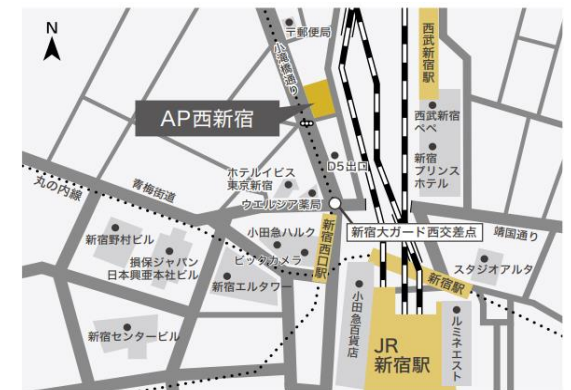 N
〒郵便局
小滝橋通り
西武新宿駅
AP西新宿
西武新宿
ペペ
新宿
プリンス
ホテル
D5出口
ホテルイビス
東京新宿
ウエルシア薬局
丸の内線
青梅街道
新宿大ガード西交差点
靖国通り
新宿野村ビル
小田急ハルク
新宿西口駅
損保ジャパン
日本興亜本社ビル
ビックカメラ
新宿エルタワー
スタジオアルタ
新宿駅
小田急百貨店
ルミネエスト
新宿センタービル
JR
新宿駅